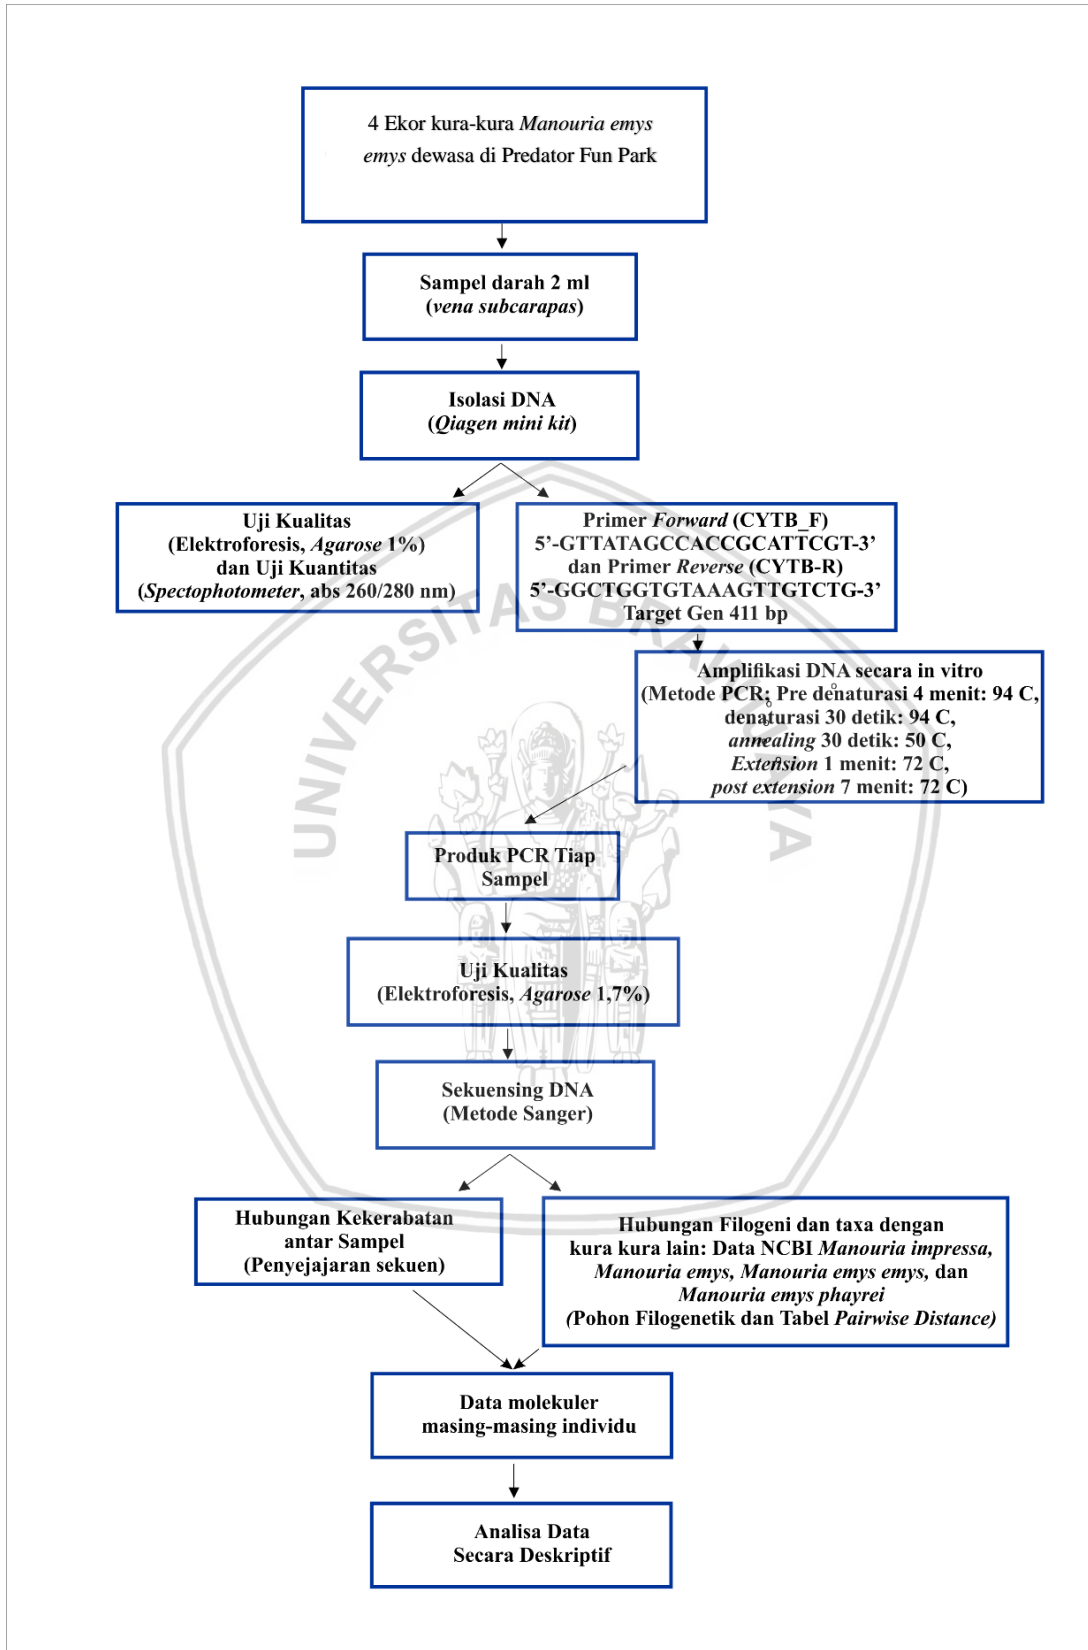 4 Ekor kura-kura Manouria emys
emys dewasa di Predator Fun Park
Sampel darah 2 ml
(vena subcarapas)
Isolasi DNA
(Qiagen mini kit)
Uji Kualitas
(Elektroforesis, Agarose 1%)
dan Uji Kuantitas
(Spectophotometer, abs 260/280 nm)
Primer Forward (CYTB_F)
5’-GTTATAGCCACCGCATTCGT-3’
dan Primer Reverse (CYTB-R)
5’-GGCTGGTGTAAAGTTGTCTG-3’
Target Gen 411 bp
Amplifikasi DNA secara in vitro
(Metode PCR; Pre denaturasi 4 menit: 94 C,
denaturasi 30 detik: 94 C,
annealing 30 detik: 50 C,
Extension 1 menit: 72 C,
post extension 7 menit: 72 C)
Produk PCR Tiap
Sampel
Uji Kualitas
(Elektroforesis, Agarose 1,7%)
Sekuensing DNA
(Metode Sanger)
Hubungan Kekerabatan
antar Sampel
(Penyejajaran sekuen)
Hubungan Filogeni dan taxa dengan
kura kura lain: Data NCBI Manouria impressa,
Manouria emys, Manouria emys emys, dan
Manouria emys phayrei
(Pohon Filogenetik dan Tabel Pairwise Distance)
Data molekuler
masing-masing individu
Analisa Data
Secara Deskriptif
UNIVERSITAS BRAWIJAYA